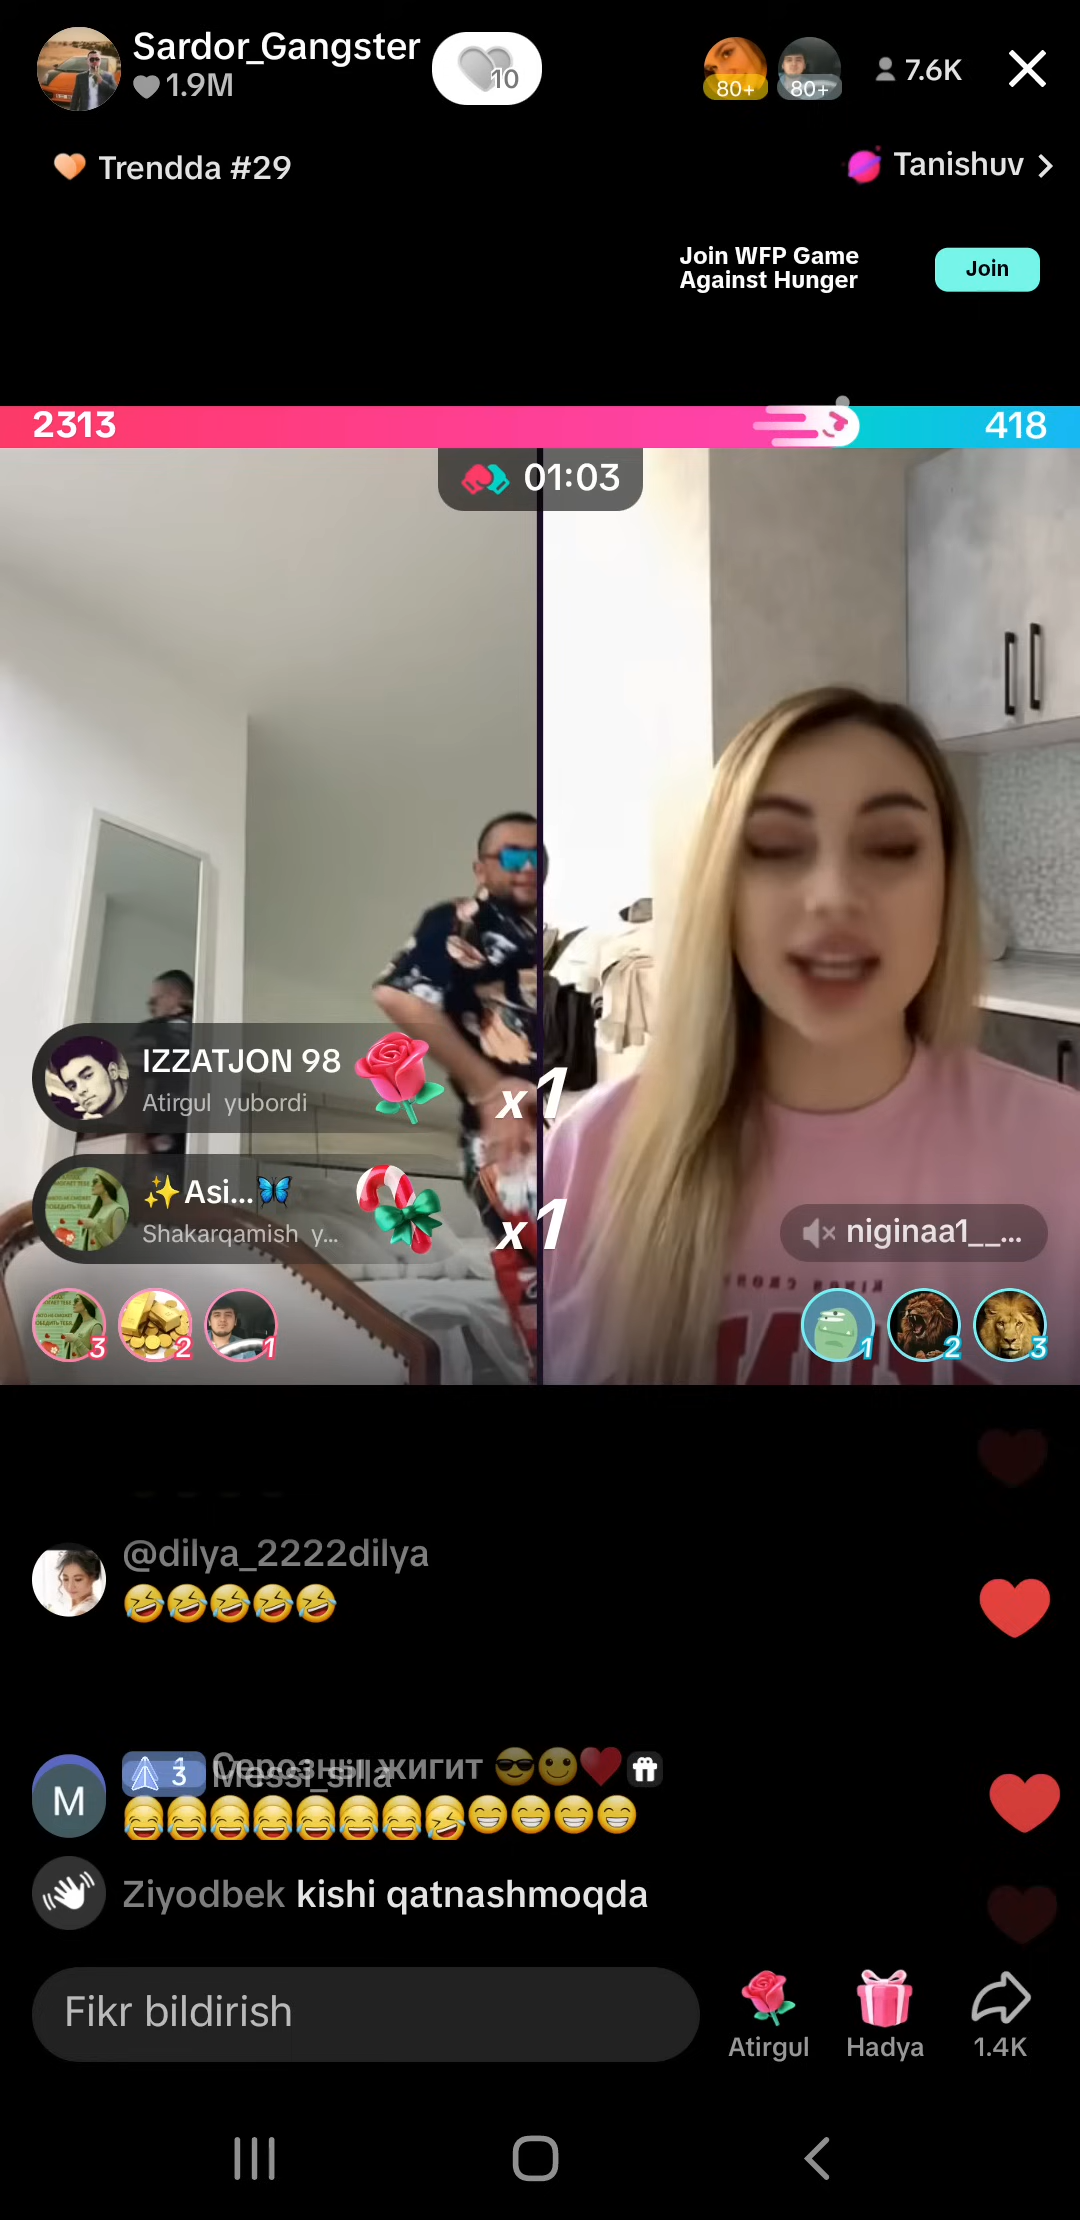 Sardor_Gangster
1.9M
10
80+
80+
7.6K
Trendda #29
Tanishuv
Join WFP Game
Against Hunger
Join
2313
418
01:03
IZZATJON 98
Atirgul yubordi
x1
✨Asi...🦋
Shakarqamish y...
x1
niginaa1__...
3
2
1
1
2
3
@dilya_2222dilya
🤣🤣🤣🤣🤣
M
3
жигит 😎🙂❤️
😂😂😂😂😂😂😂🤣😁😁😁😁
Ziyodbek kishi qatnashmoqda
Fikr bildirish
Atirgul
Hadya
1.4K